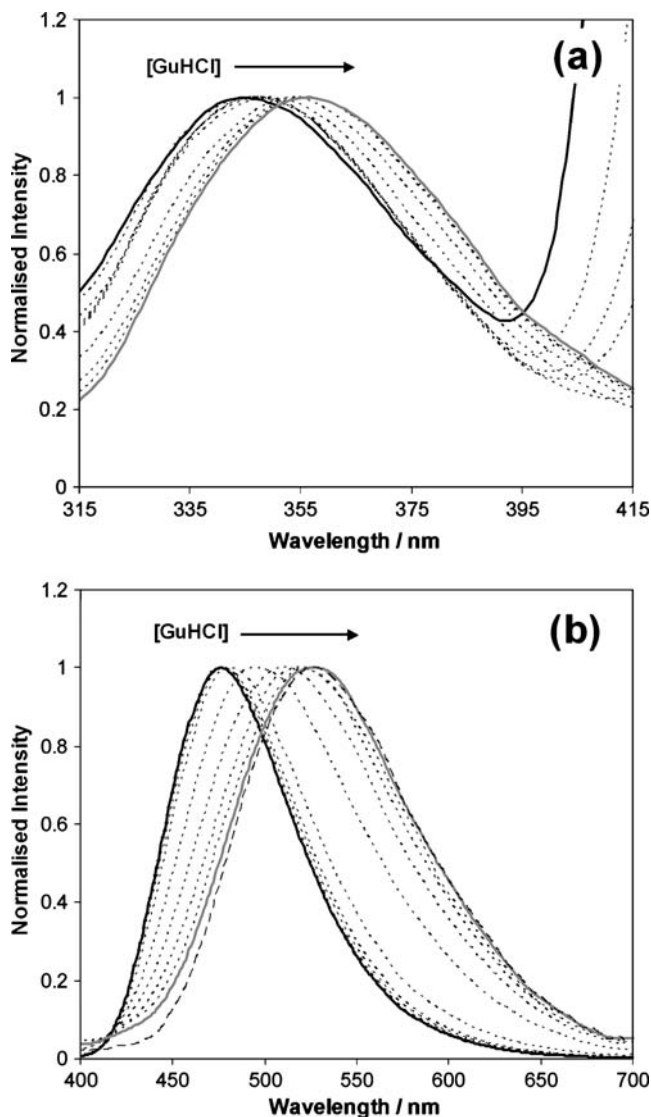 1.2
(a)
[GuHCl]
1
0.8
0.6
0.4
0.2
0
Normalised Intensity
315 335 355 375 395 415
Wavelength / nm
1.2
(b)
[GuHCl]
1
0.8
0.6
0.4
0.2
0
Normalised Intensity
400 450 500 550 600 650 700
Wavelength / nm